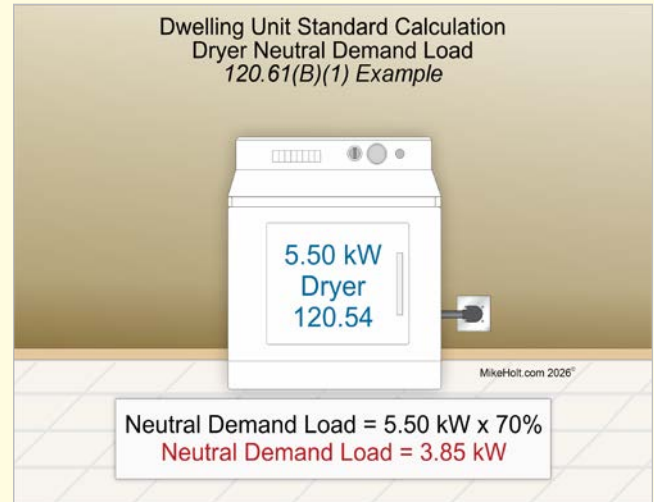 Dwelling Unit Standard Calculation
Dryer Neutral Demand Load
120.61(B)(1) Example
5.50 kW
Dryer
120.54
MikeHolt.com 2026©
Neutral Demand Load = 5.50 kW x 70%
Neutral Demand Load = 3.85 kW